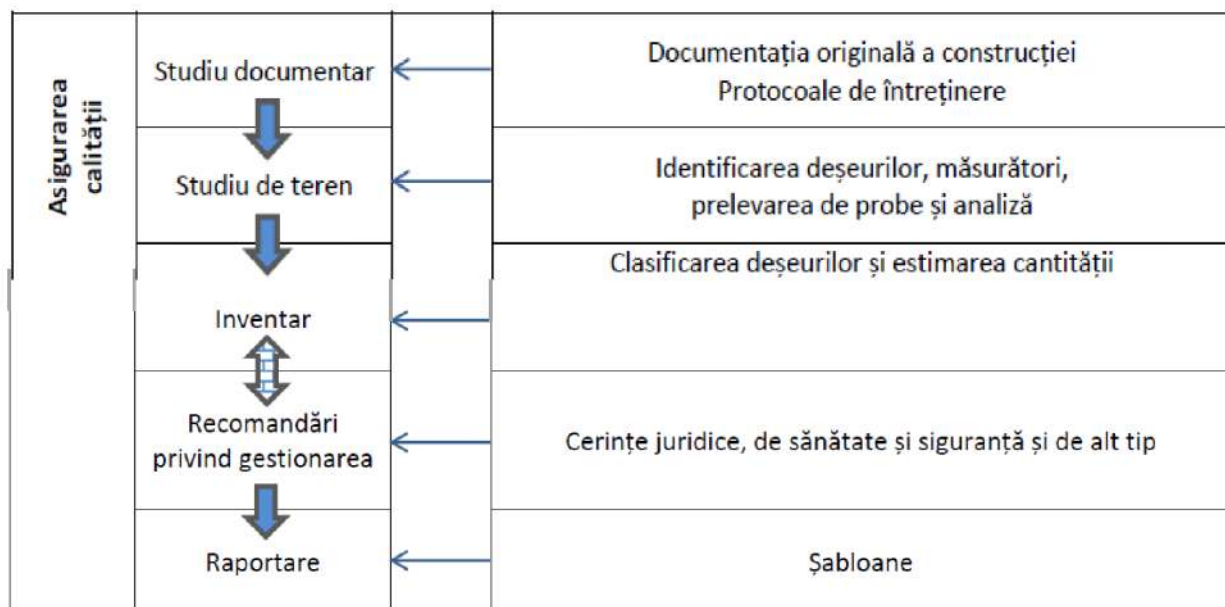 Asigurarea
calității
Studiu documentar
Documentația originală a construcției
Protocoale de întreținere
Studiu de teren
Identificarea deșeurilor, măsurători,
prelevarea de probe și analiză
Inventar
Clasificarea deșeurilor și estimarea cantității
Recomandări
privind gestionarea
Cerințe juridice, de sănătate și siguranță și de alt tip
Raportare
Șabloane